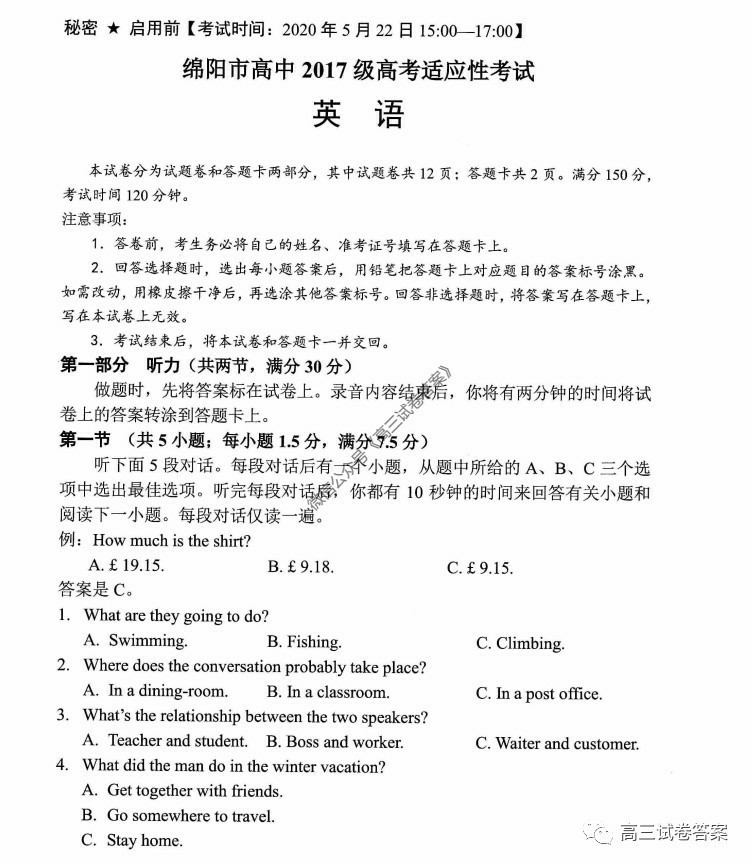 秘密 ★ 启用前【考试时间：2020 年 5 月 22 日 15:00—17:00】
绵阳市高中 2017 级高考适应性考试
英 语
本试卷分为试题卷和答题卡两部分，其中试题卷共 12 页；答题卡共 2 页。满分 150 分，
考试时间 120 分钟。
注意事项：
1．答卷前，考生务必将自己的姓名、准考证号填写在答题卡上。
2．回答选择题时，选出每小题答案后，用铅笔把答题卡上对应题目的答案标号涂黑。
如需改动，用橡皮擦干净后，再选涂其他答案标号。回答非选择题时，将答案写在答题卡上，
写在本试卷上无效。
3．考试结束后，将本试卷和答题卡一并交回。
第一部分 听力（共两节，满分 30 分）
做题时，先将答案标在试卷上。录音内容结束后，你将有两分钟的时间将试
卷上的答案转涂到答题卡上。
第一节 （共 5 小题；每小题 1.5 分，满分 7.5 分）
听下面 5 段对话。每段对话后有一个小题，从题中所给的 A、B、C 三个选
项中选出最佳选项。听完每段对话后，你都有 10 秒钟的时间来回答有关小题和
阅读下一小题。每段对话仅读一遍。
例：How much is the shirt?
A. £ 19.15. B. £ 9.18. C. £ 9.15.
答案是 C。
1. What are they going to do?
A. Swimming. B. Fishing. C. Climbing.
2. Where does the conversation probably take place?
A. In a dining-room. B. In a classroom. C. In a post office.
3. What's the relationship between the two speakers?
A. Teacher and student. B. Boss and worker. C. Waiter and customer.
4. What did the man do in the winter vacation?
A. Get together with friends.
B. Go somewhere to travel.
C. Stay home.
微信公众号《高三试卷答案》
高三试卷答案